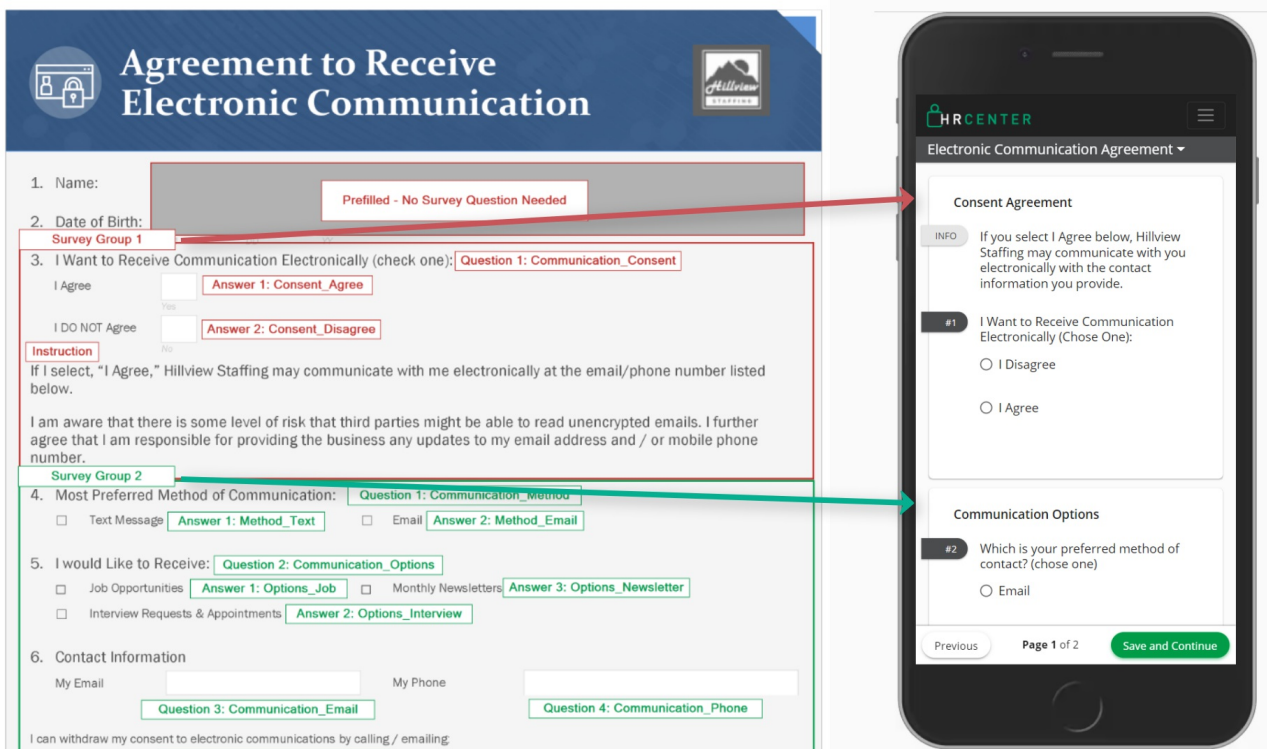 Agreement to Receive
Electronic Communication
Hillview
STAFFING
1. Name:
Prefilled - No Survey Question Needed
2. Date of Birth:
Survey Group 1
3. I Want to Receive Communication Electronically (check one): Question 1: Communication_Consent
I Agree Answer 1: Consent_Agree
Yes
I DO NOT Agree Answer 2: Consent_Disagree
No
Instruction
If I select, “I Agree,” Hillview Staffing may communicate with me electronically at the email/phone number listed
below.
I am aware that there is some level of risk that third parties might be able to read unencrypted emails. I further
agree that I am responsible for providing the business any updates to my email address and / or mobile phone
number.
Survey Group 2
4. Most Preferred Method of Communication: Question 1: Communication_Method
Text Message Answer 1: Method_Text Email Answer 2: Method_Email
5. I would Like to Receive: Question 2: Communication_Options
Job Opportunities Answer 1: Options_Job Monthly Newsletters Answer 3: Options_Newsletter
Interview Requests & Appointments Answer 2: Options_Interview
6. Contact Information
My Email My Phone
Question 3: Communication_Email Question 4: Communication_Phone
I can withdraw my consent to electronic communications by calling / emailing:
HRCENTER
Electronic Communication Agreement
Consent Agreement
INFO If you select I Agree below, Hillview
Staffing may communicate with you
electronically with the contact
information you provide.
#1 I Want to Receive Communication
Electronically (Chose One):
I Disagree
I Agree
Communication Options
#2 Which is your preferred method of
contact? (chose one)
Email
Previous Page 1 of 2 Save and Continue